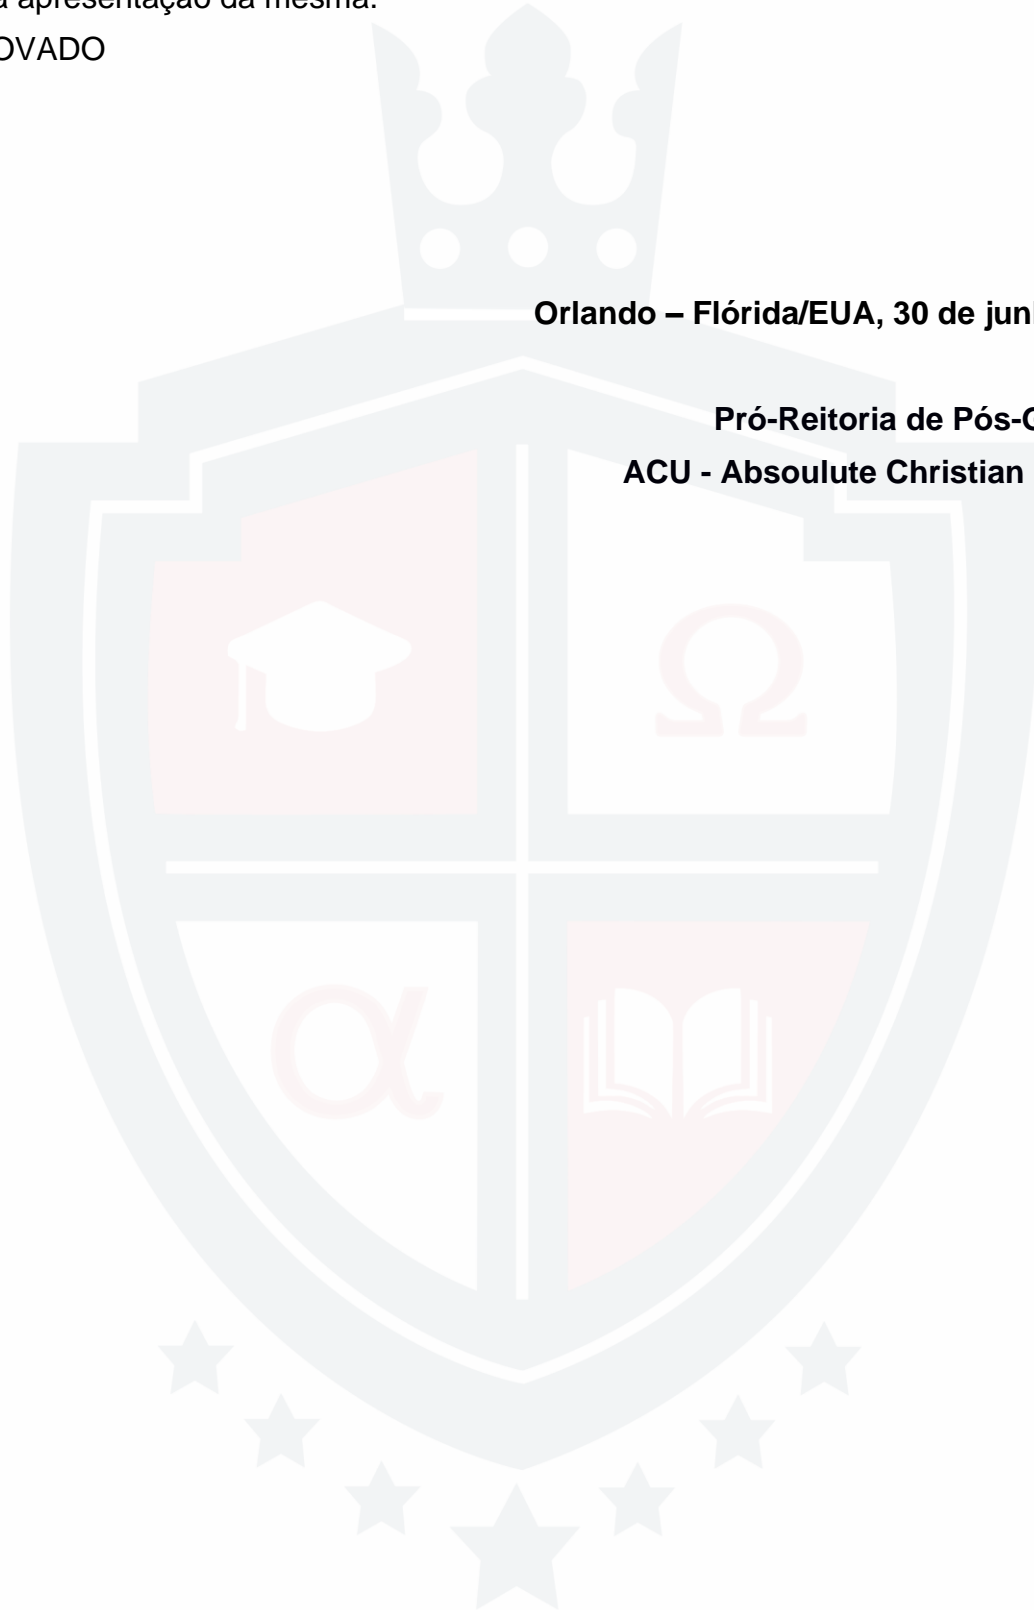 a apresentação da mesma.
OVADO
Orlando – Flórida/EUA, 30 de jun
Pró-Reitoria de Pós-
ACU - Absoulute Christian
Ω
α